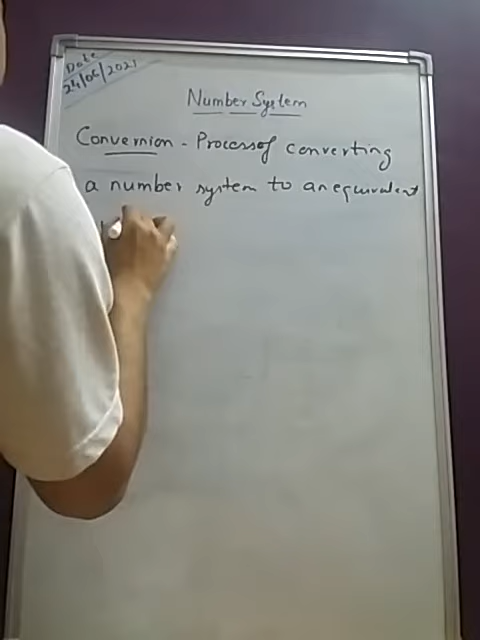 Date
24/06/2021
Number System
Conversion - Process of converting
a number system to an equivalent